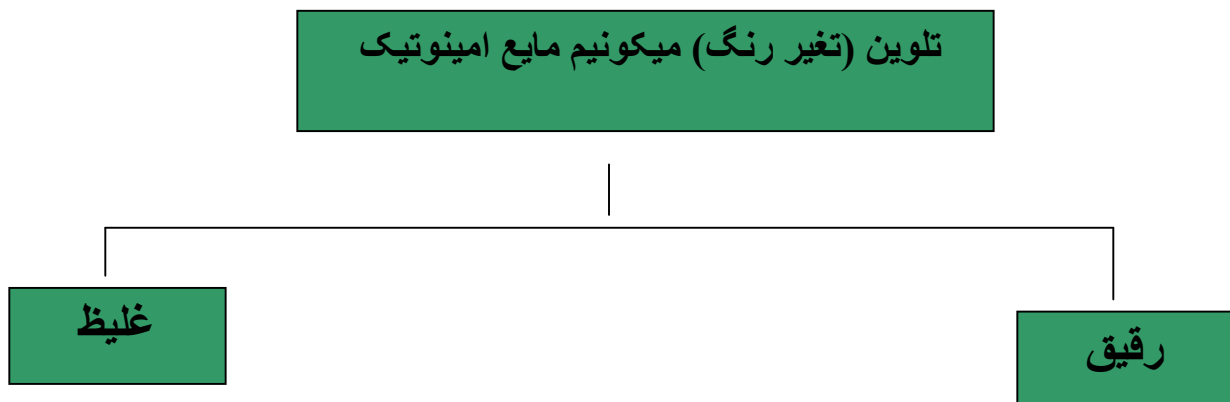 تلوین (تغیر رنگ) میکونیم مایع امینوتیک
رقیق
غلیظ